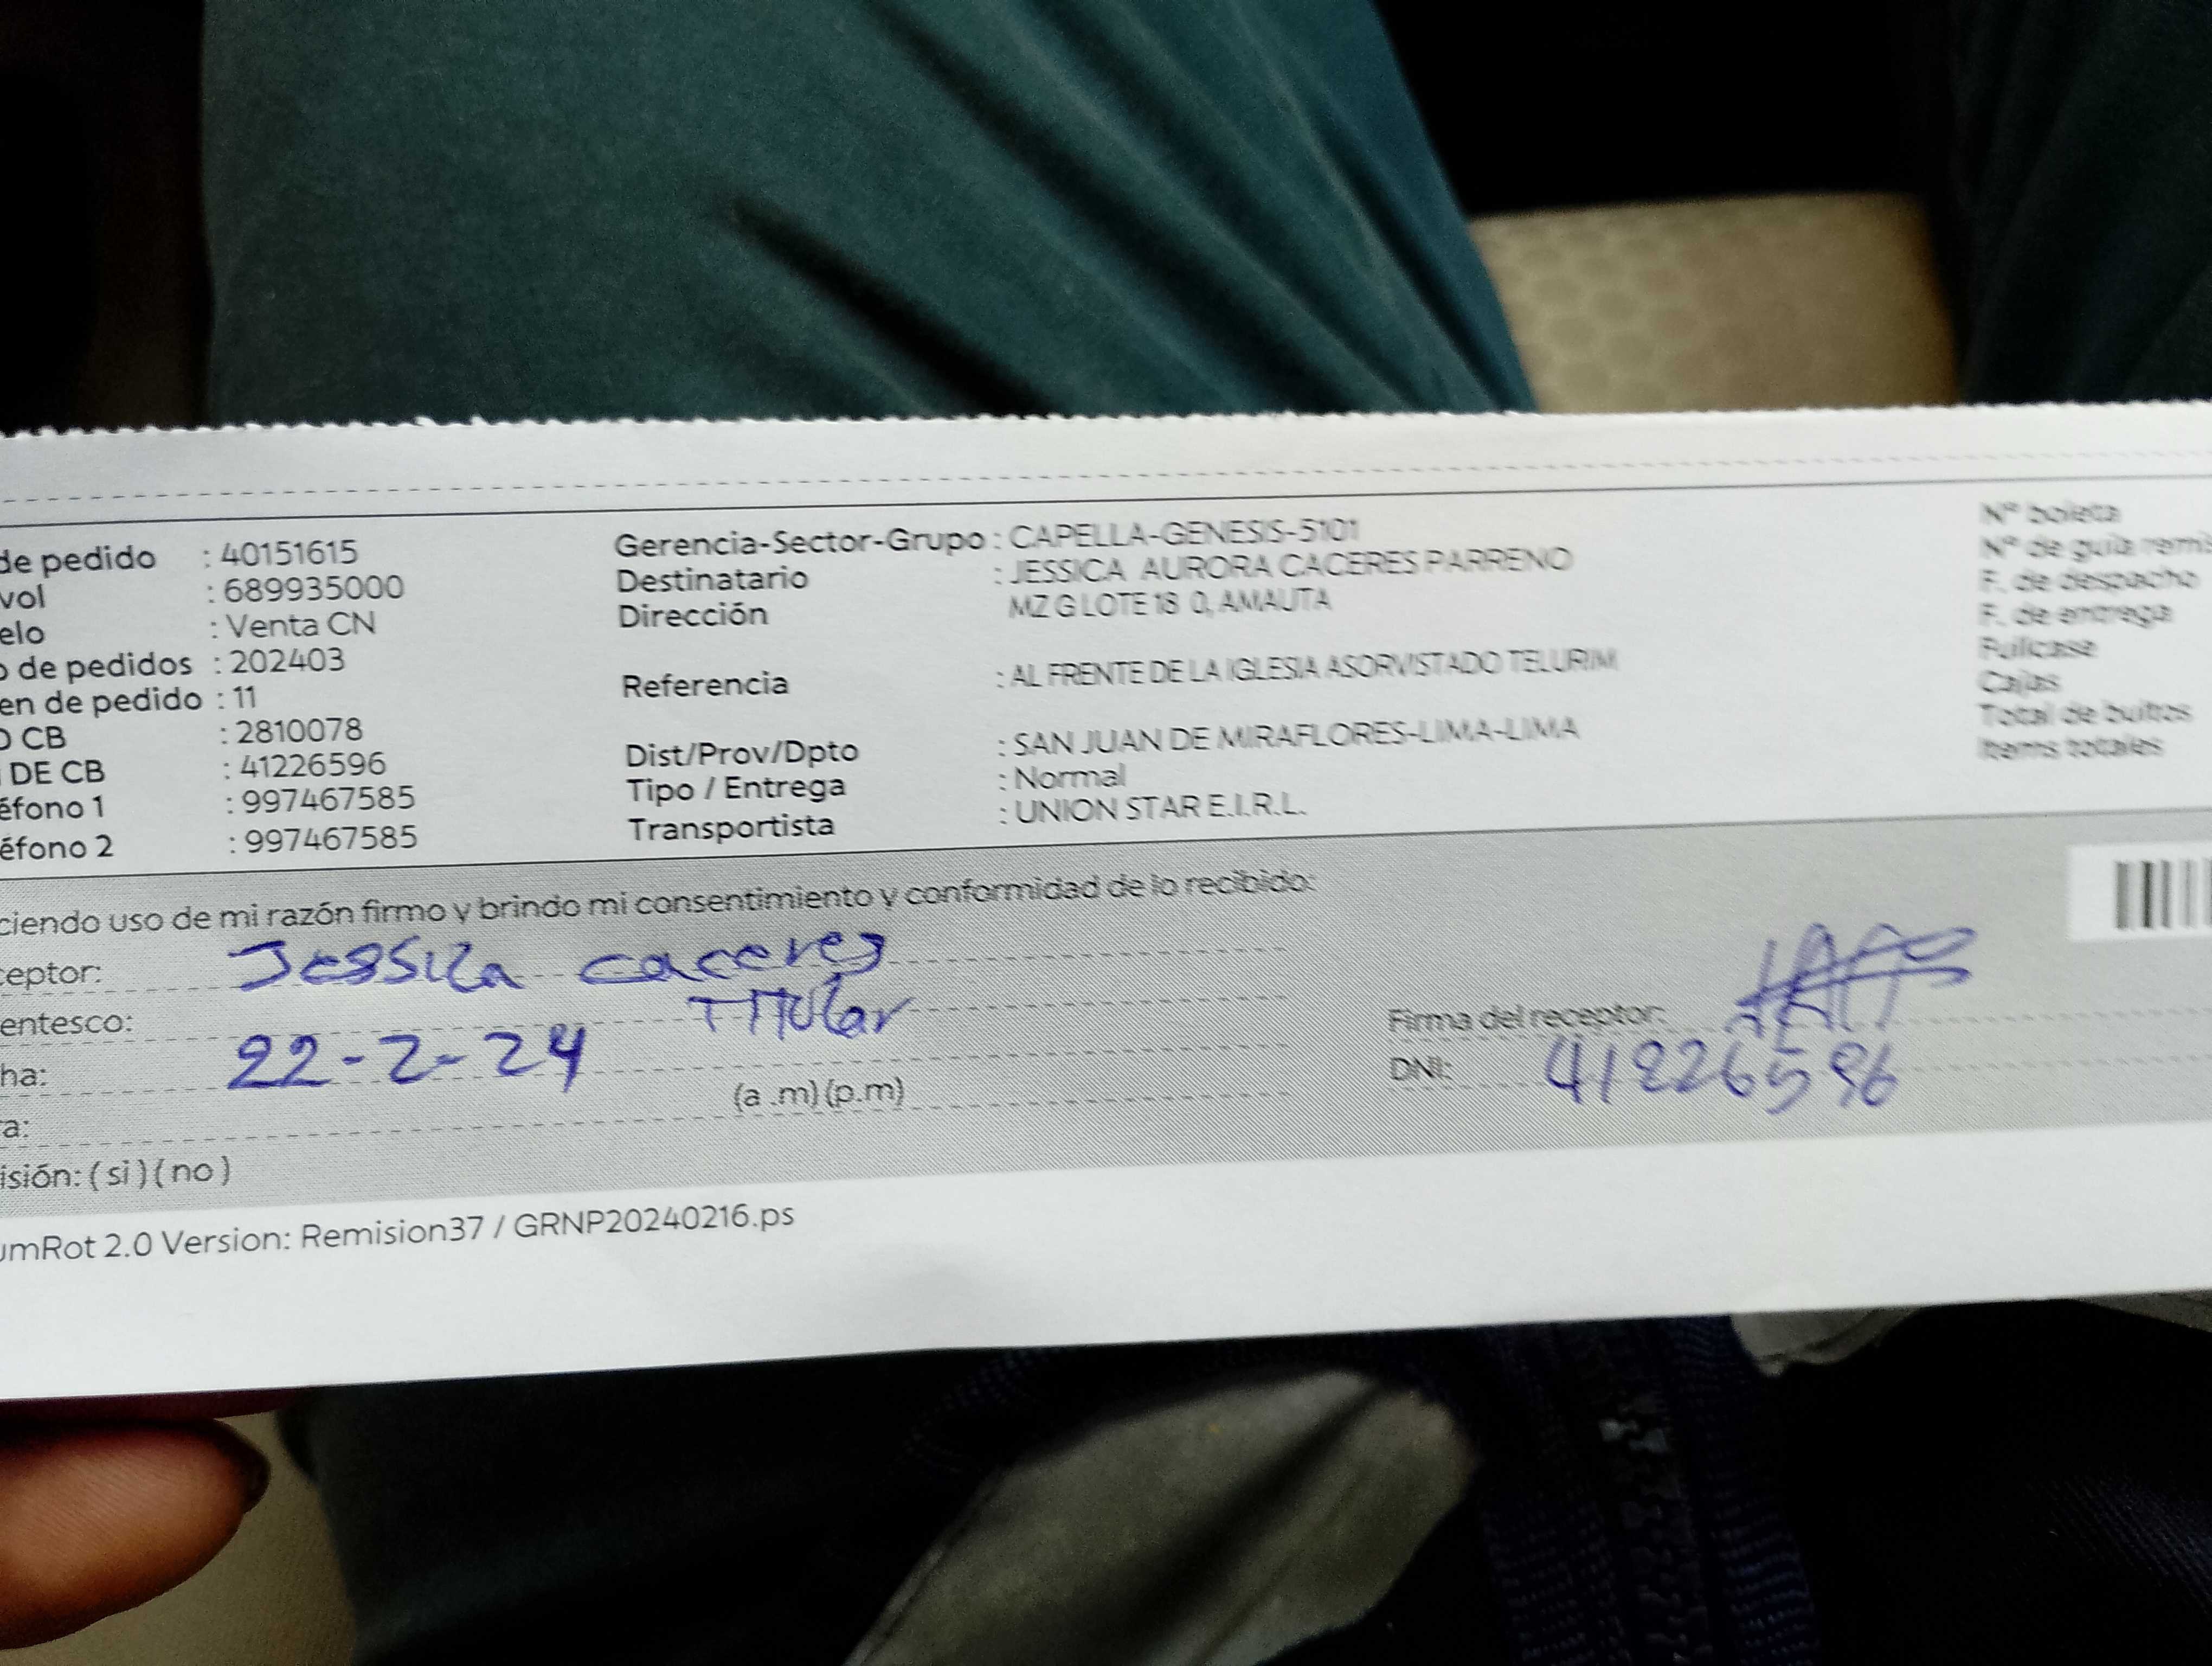 de pedido : 40151615
vol : 689935000
elo : Venta CN
o de pedidos : 202403
en de pedido : 11
O CB : 2810078
DE CB : 41226596
éfono 1 : 997467585
éfono 2 : 997467585
Gerencia-Sector-Grupo : CAPELLA-GENESIS-5101
Destinatario : JESSICA AURORA CACERES PARRENO
Dirección MZ G LOTE 18 0, AMAUTA
Referencia : AL FRENTE DE LA IGLESIA ASORVISTADO TELURIM
Dist/Prov/Dpto : SAN JUAN DE MIRAFLORES-LIMA-LIMA
Tipo / Entrega : Normal
Transportista : UNION STAR E.I.R.L.
N° boleta
N° de guia remis
F. de despacho
F. de entrega
Fullcase
Cajas
Total de bultos
Items totales
ciendo uso de mi razón firmo y brindo mi consentimiento y conformidad de lo recibido:
ceptor: Jessica caceres
entesco: Titular
ha: 22-2-24
a: (a .m) (p.m)
Firma del receptor:
DNI: 41226596
isión: ( si ) ( no )
umRot 2.0 Version: Remision37 / GRNP20240216.ps